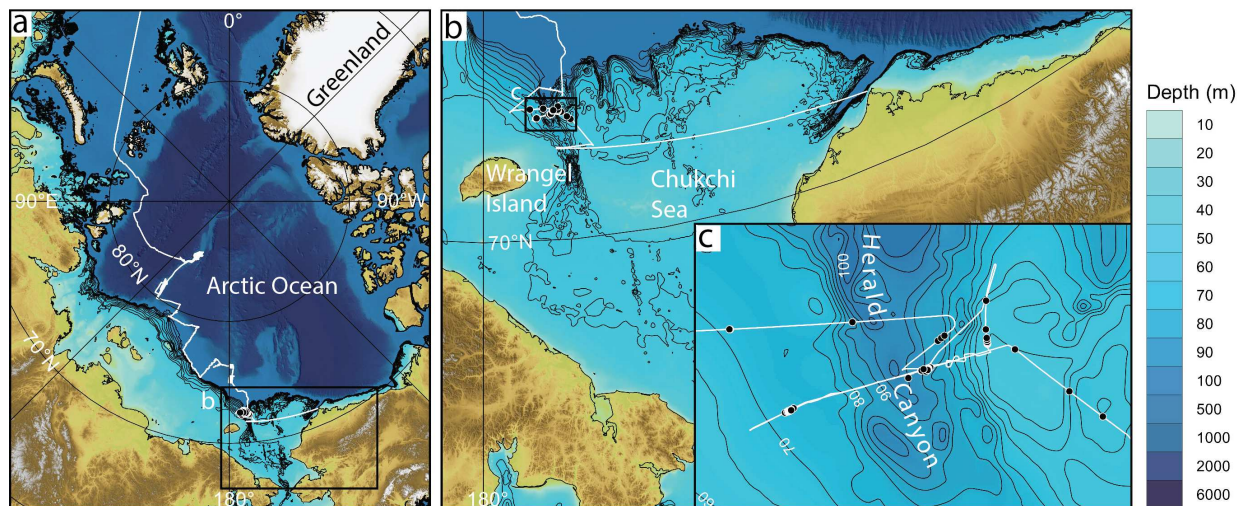 a
0°
Greenland
90°E
90°W
80°N
Arctic Ocean
70°N
b
180°
b
c
Wrangel
Island
Chukchi
Sea
70°N
180°
60
c
Herald
Canyon
100
90
80
70
Depth (m)
10
20
30
40
50
60
70
80
90
100
500
1000
2000
6000